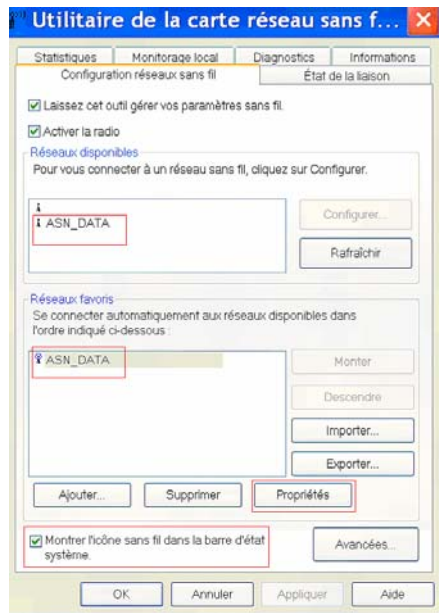 Utilitaire de la carte réseau sans f...
Statistiques Monitorage local Diagnostics Informations
Configuration réseaux sans fil État de la liaison
Laissez cet outil gérer vos paramètres sans fil.
Activer la radio
Réseaux disponibles
Pour vous connecter à un réseau sans fil, cliquez sur Configurer.
ASN_DATA
Configurer...
Rafraîchir
Réseaux favoris
Se connecter automatiquement aux réseaux disponibles dans
l'ordre indiqué ci-dessous :
ASN_DATA
Monter
Descendre
Importer...
Exporter...
Ajouter... Supprimer Propriétés
Montrer l'icône sans fil dans la barre d'état
système.
Avancées...
OK Annuler Appliquer Aide